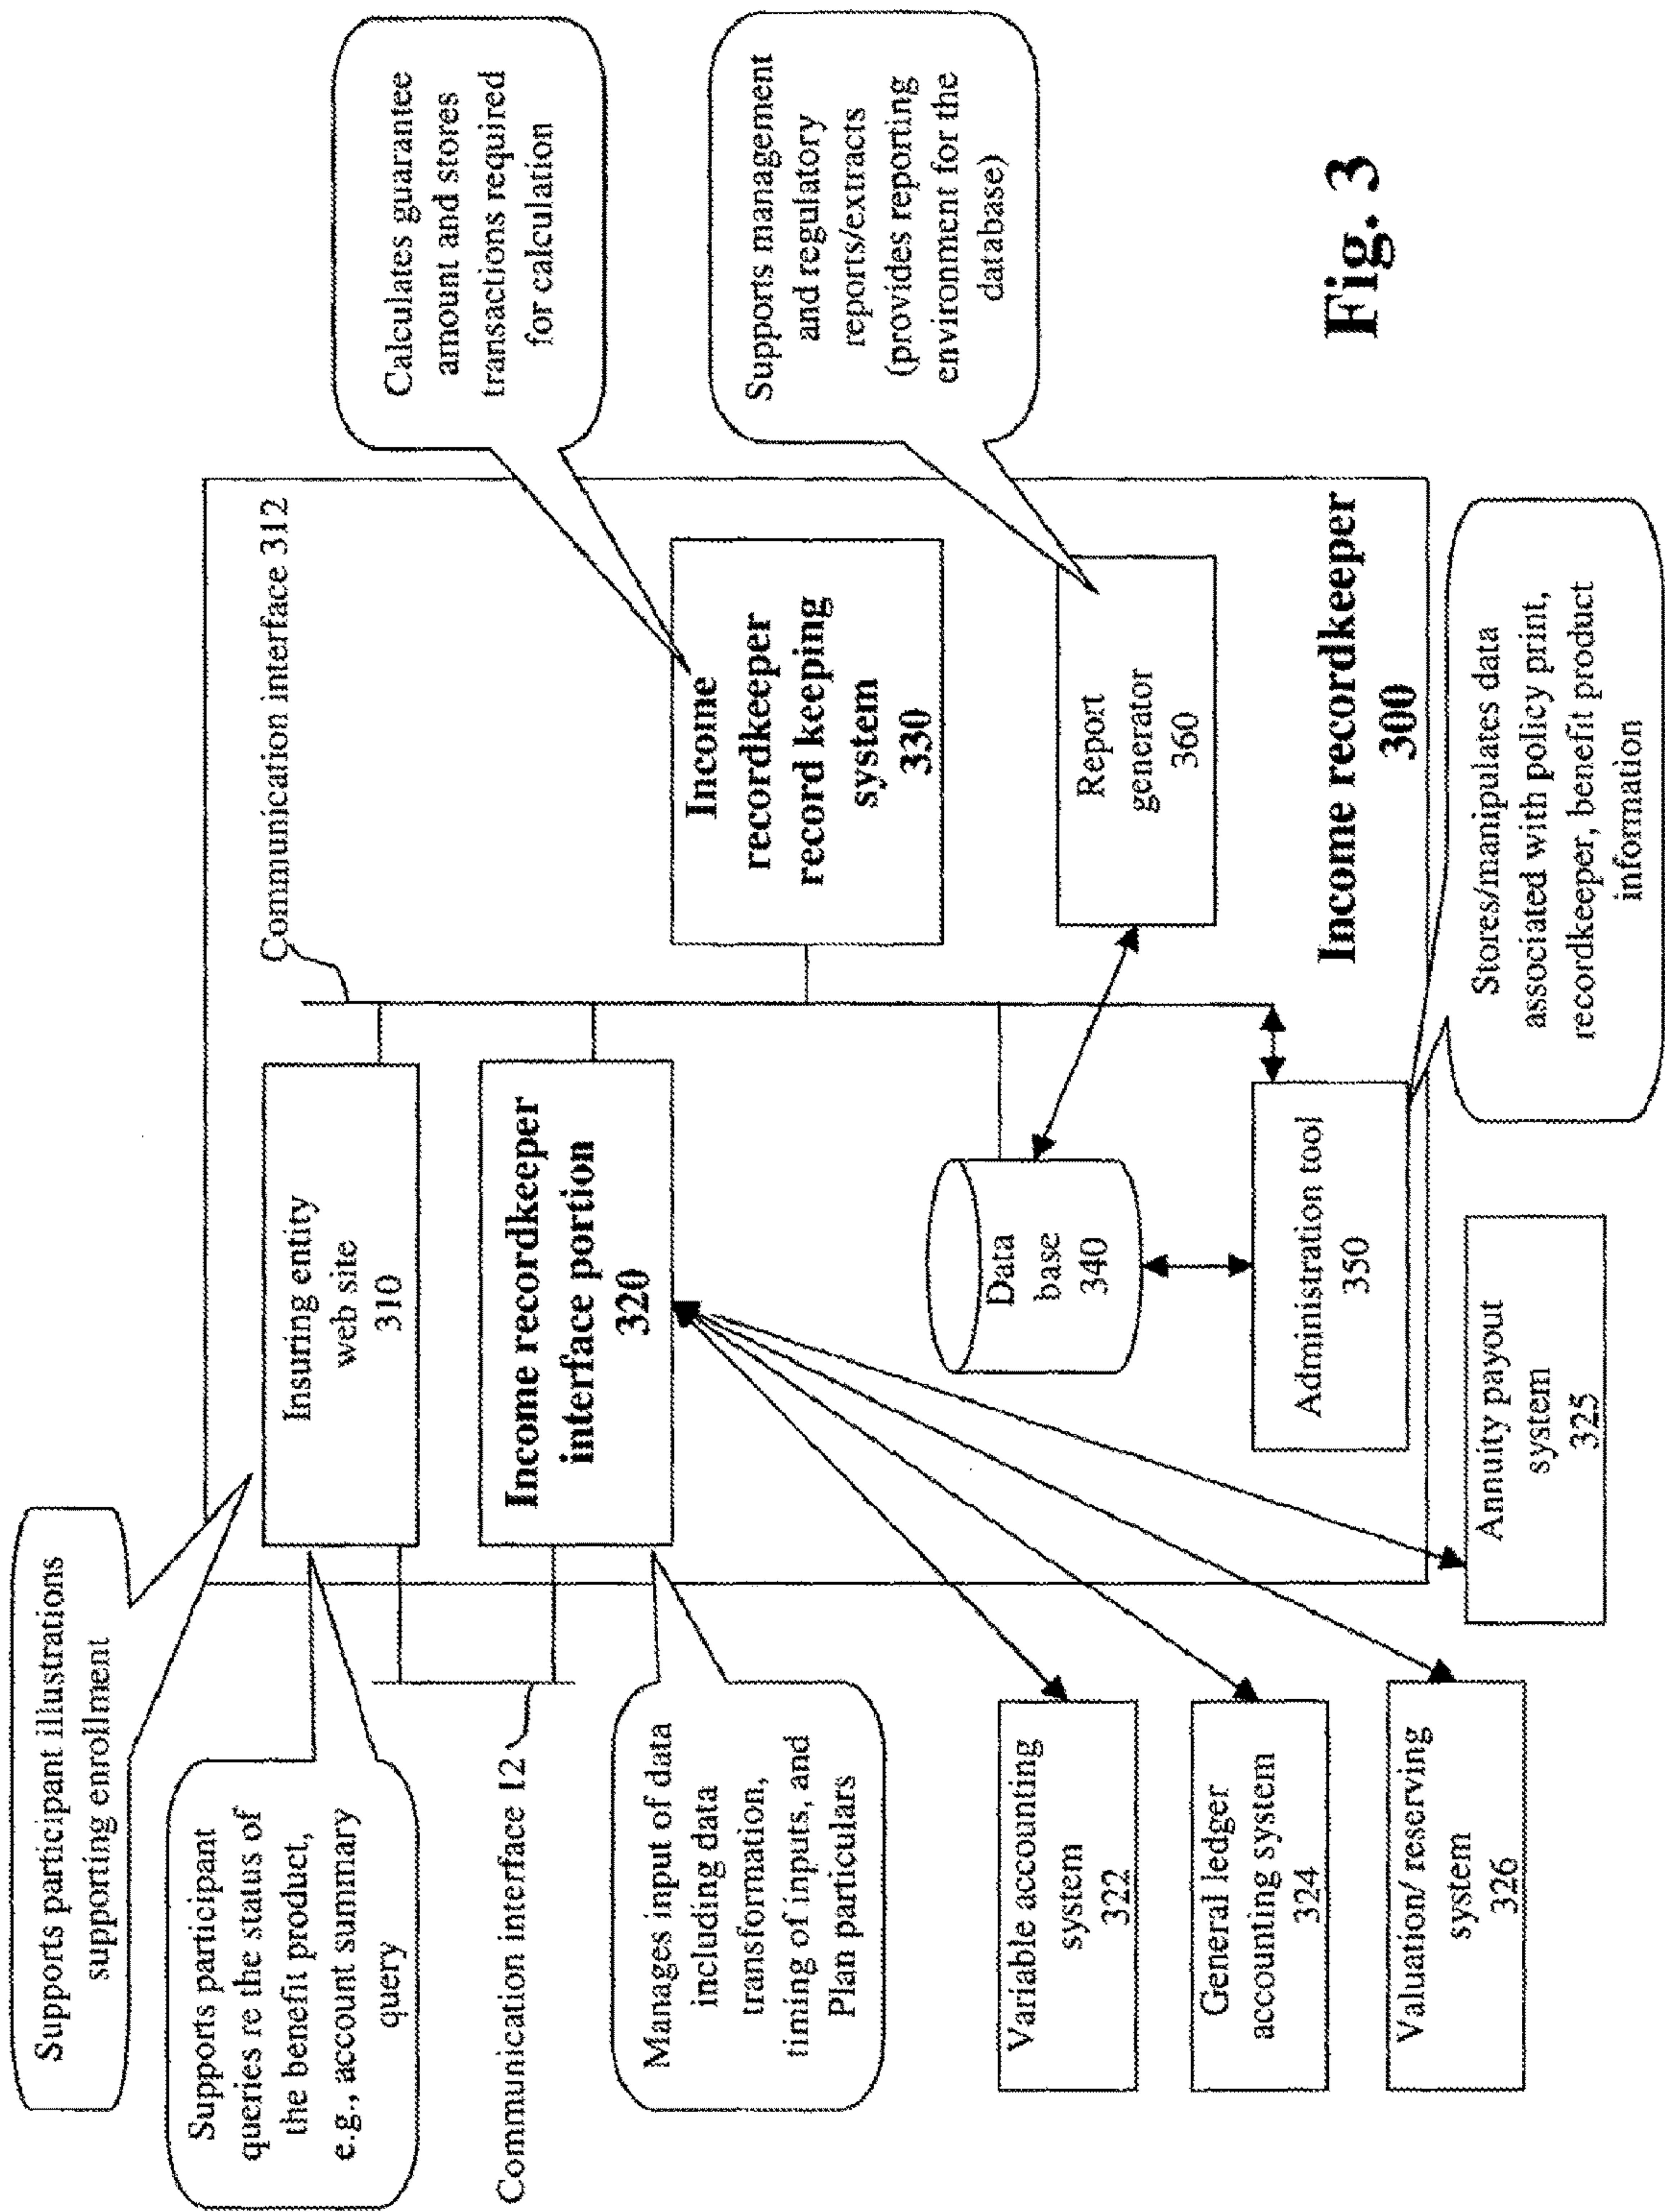 Supports participant illustrations
supporting enrollment
Supports participant
queries re the status of
the benefit product,
e.g., account summary
query
Communication interface 12
Manages input of data
including data
transformation,
timing of inputs, and
Plan particulars
Variable accounting
system
322
General ledger
accounting system
324
Valuation/ reserving
system
326
Annuity payout
system
325
Insuring entity
web site
310
Income recordkeeper
interface portion
320
Data
base
340
Administration tool
350
Communication interface 312
Income
recordkeeper
record keeping
system
330
Report
generator
360
Income recordkeeper
300
Stores/manipulates data
associated with policy print,
recordkeeper, benefit product
information
Calculates guarantee
amount and stores
transactions required
for calculation
Supports management
and regulatory
reports/extracts
(provides reporting
environment for the
database)
Fig. 3